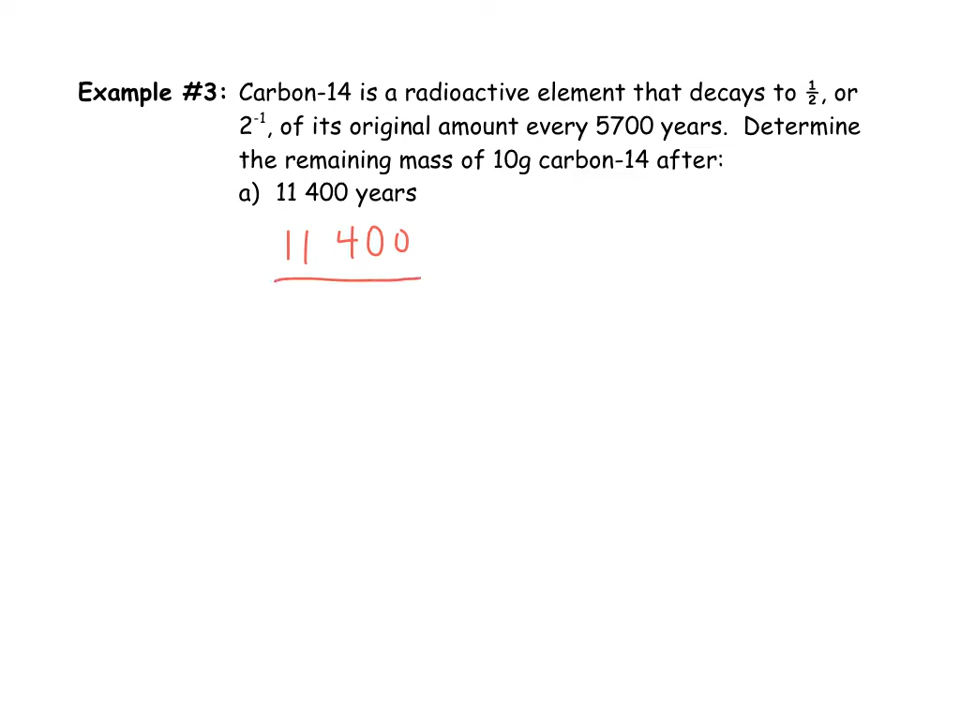 Example #3: Carbon-14 is a radioactive element that decays to ½, or
2⁻¹, of its original amount every 5700 years. Determine
the remaining mass of 10g carbon-14 after:
a) 11 400 years
11 400